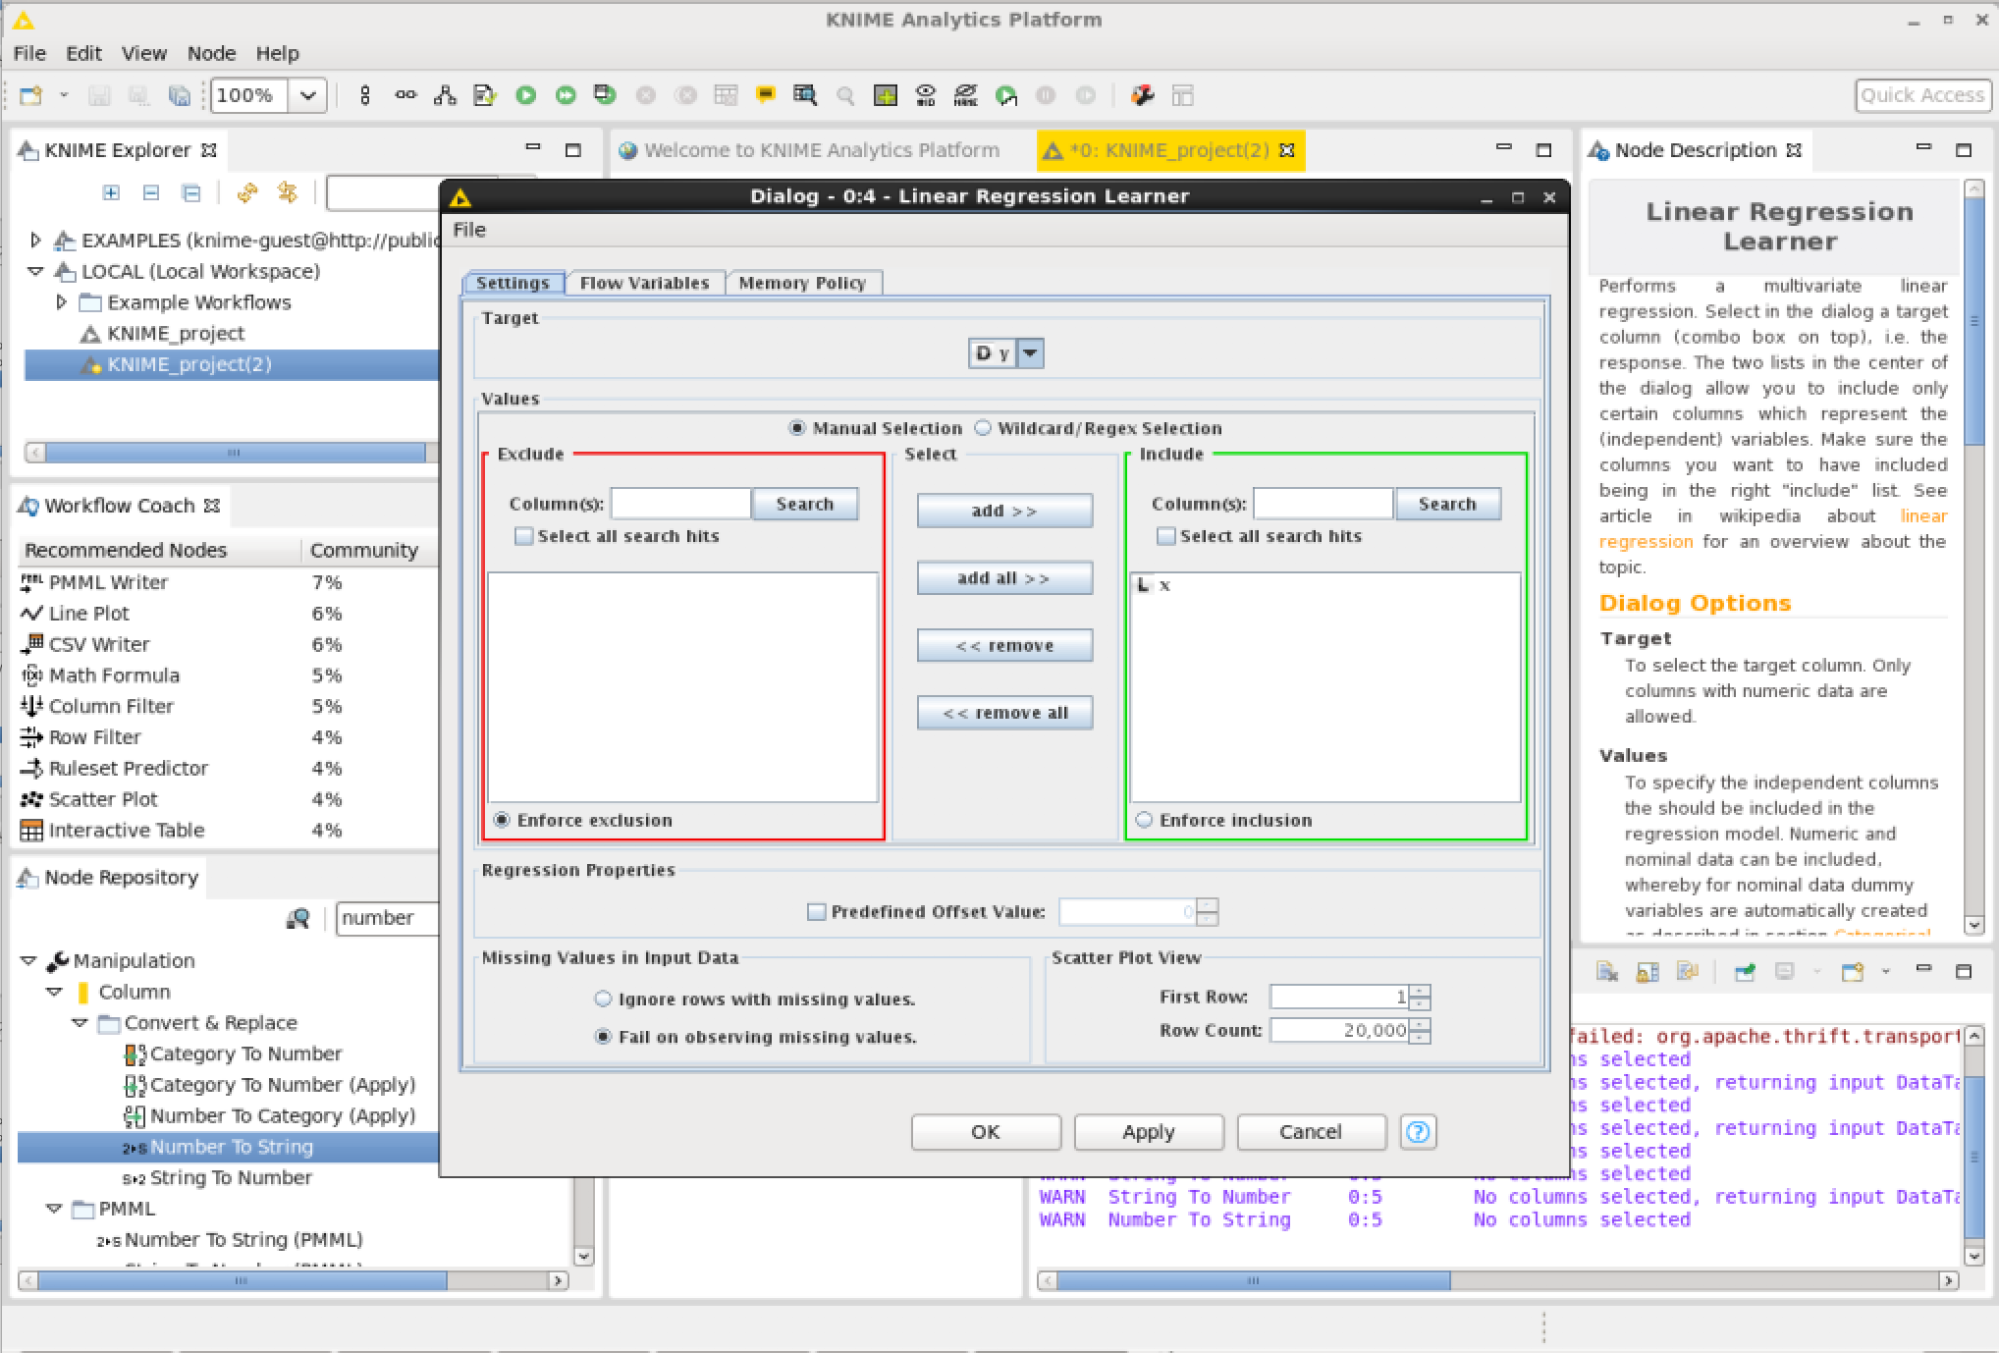 KNIME Analytics Platform
File Edit View Node Help
100%
Quick Access
KNIME Explorer
EXAMPLES (knime-guest@http://public
LOCAL (Local Workspace)
Example Workflows
KNIME_project
KNIME_project(2)
Workflow Coach
Recommended Nodes Community
PMML Writer 7%
Line Plot 6%
CSV Writer 6%
Math Formula 5%
Column Filter 5%
Row Filter 4%
Ruleset Predictor 4%
Scatter Plot 4%
Interactive Table 4%
Node Repository
number
Manipulation
Column
Convert & Replace
Category To Number
Category To Number (Apply)
Number To Category (Apply)
Number To String
String To Number
PMML
Number To String (PMML)
Welcome to KNIME Analytics Platform
*0: KNIME_project(2)
Dialog - 0:4 - Linear Regression Learner
File
Settings Flow Variables Memory Policy
Target
D y
Values
Manual Selection Wildcard/Regex Selection
Exclude
Column(s): Search
Select all search hits
Enforce exclusion
Select
add >>
add all >>
<< remove
<< remove all
Include
Column(s): Search
Select all search hits
L x
Enforce inclusion
Regression Properties
Predefined Offset Value: 0
Missing Values in Input Data
Ignore rows with missing values.
Fail on observing missing values.
Scatter Plot View
First Row: 1
Row Count: 20,000
OK Apply Cancel ?
Node Description
Linear Regression
Learner
Performs a multivariate linear
regression. Select in the dialog a target
column (combo box on top), i.e. the
response. The two lists in the center of
the dialog allow you to include only
certain columns which represent the
(independent) variables. Make sure the
columns you want to have included
being in the right "include" list. See
article in wikipedia about linear
regression for an overview about the
topic.
Dialog Options
Target
To select the target column. Only
columns with numeric data are
allowed.
Values
To specify the independent columns
the should be included in the
regression model. Numeric and
nominal data can be included,
whereby for nominal data dummy
variables are automatically created
as described in section Categorical
failed: org.apache.thrift.transport
ns selected
ns selected, returning input DataTa
ns selected
ns selected, returning input DataTa
ns selected
ns selected
WARN String To Number 0:5 No columns selected, returning input DataTa
WARN Number To String 0:5 No columns selected